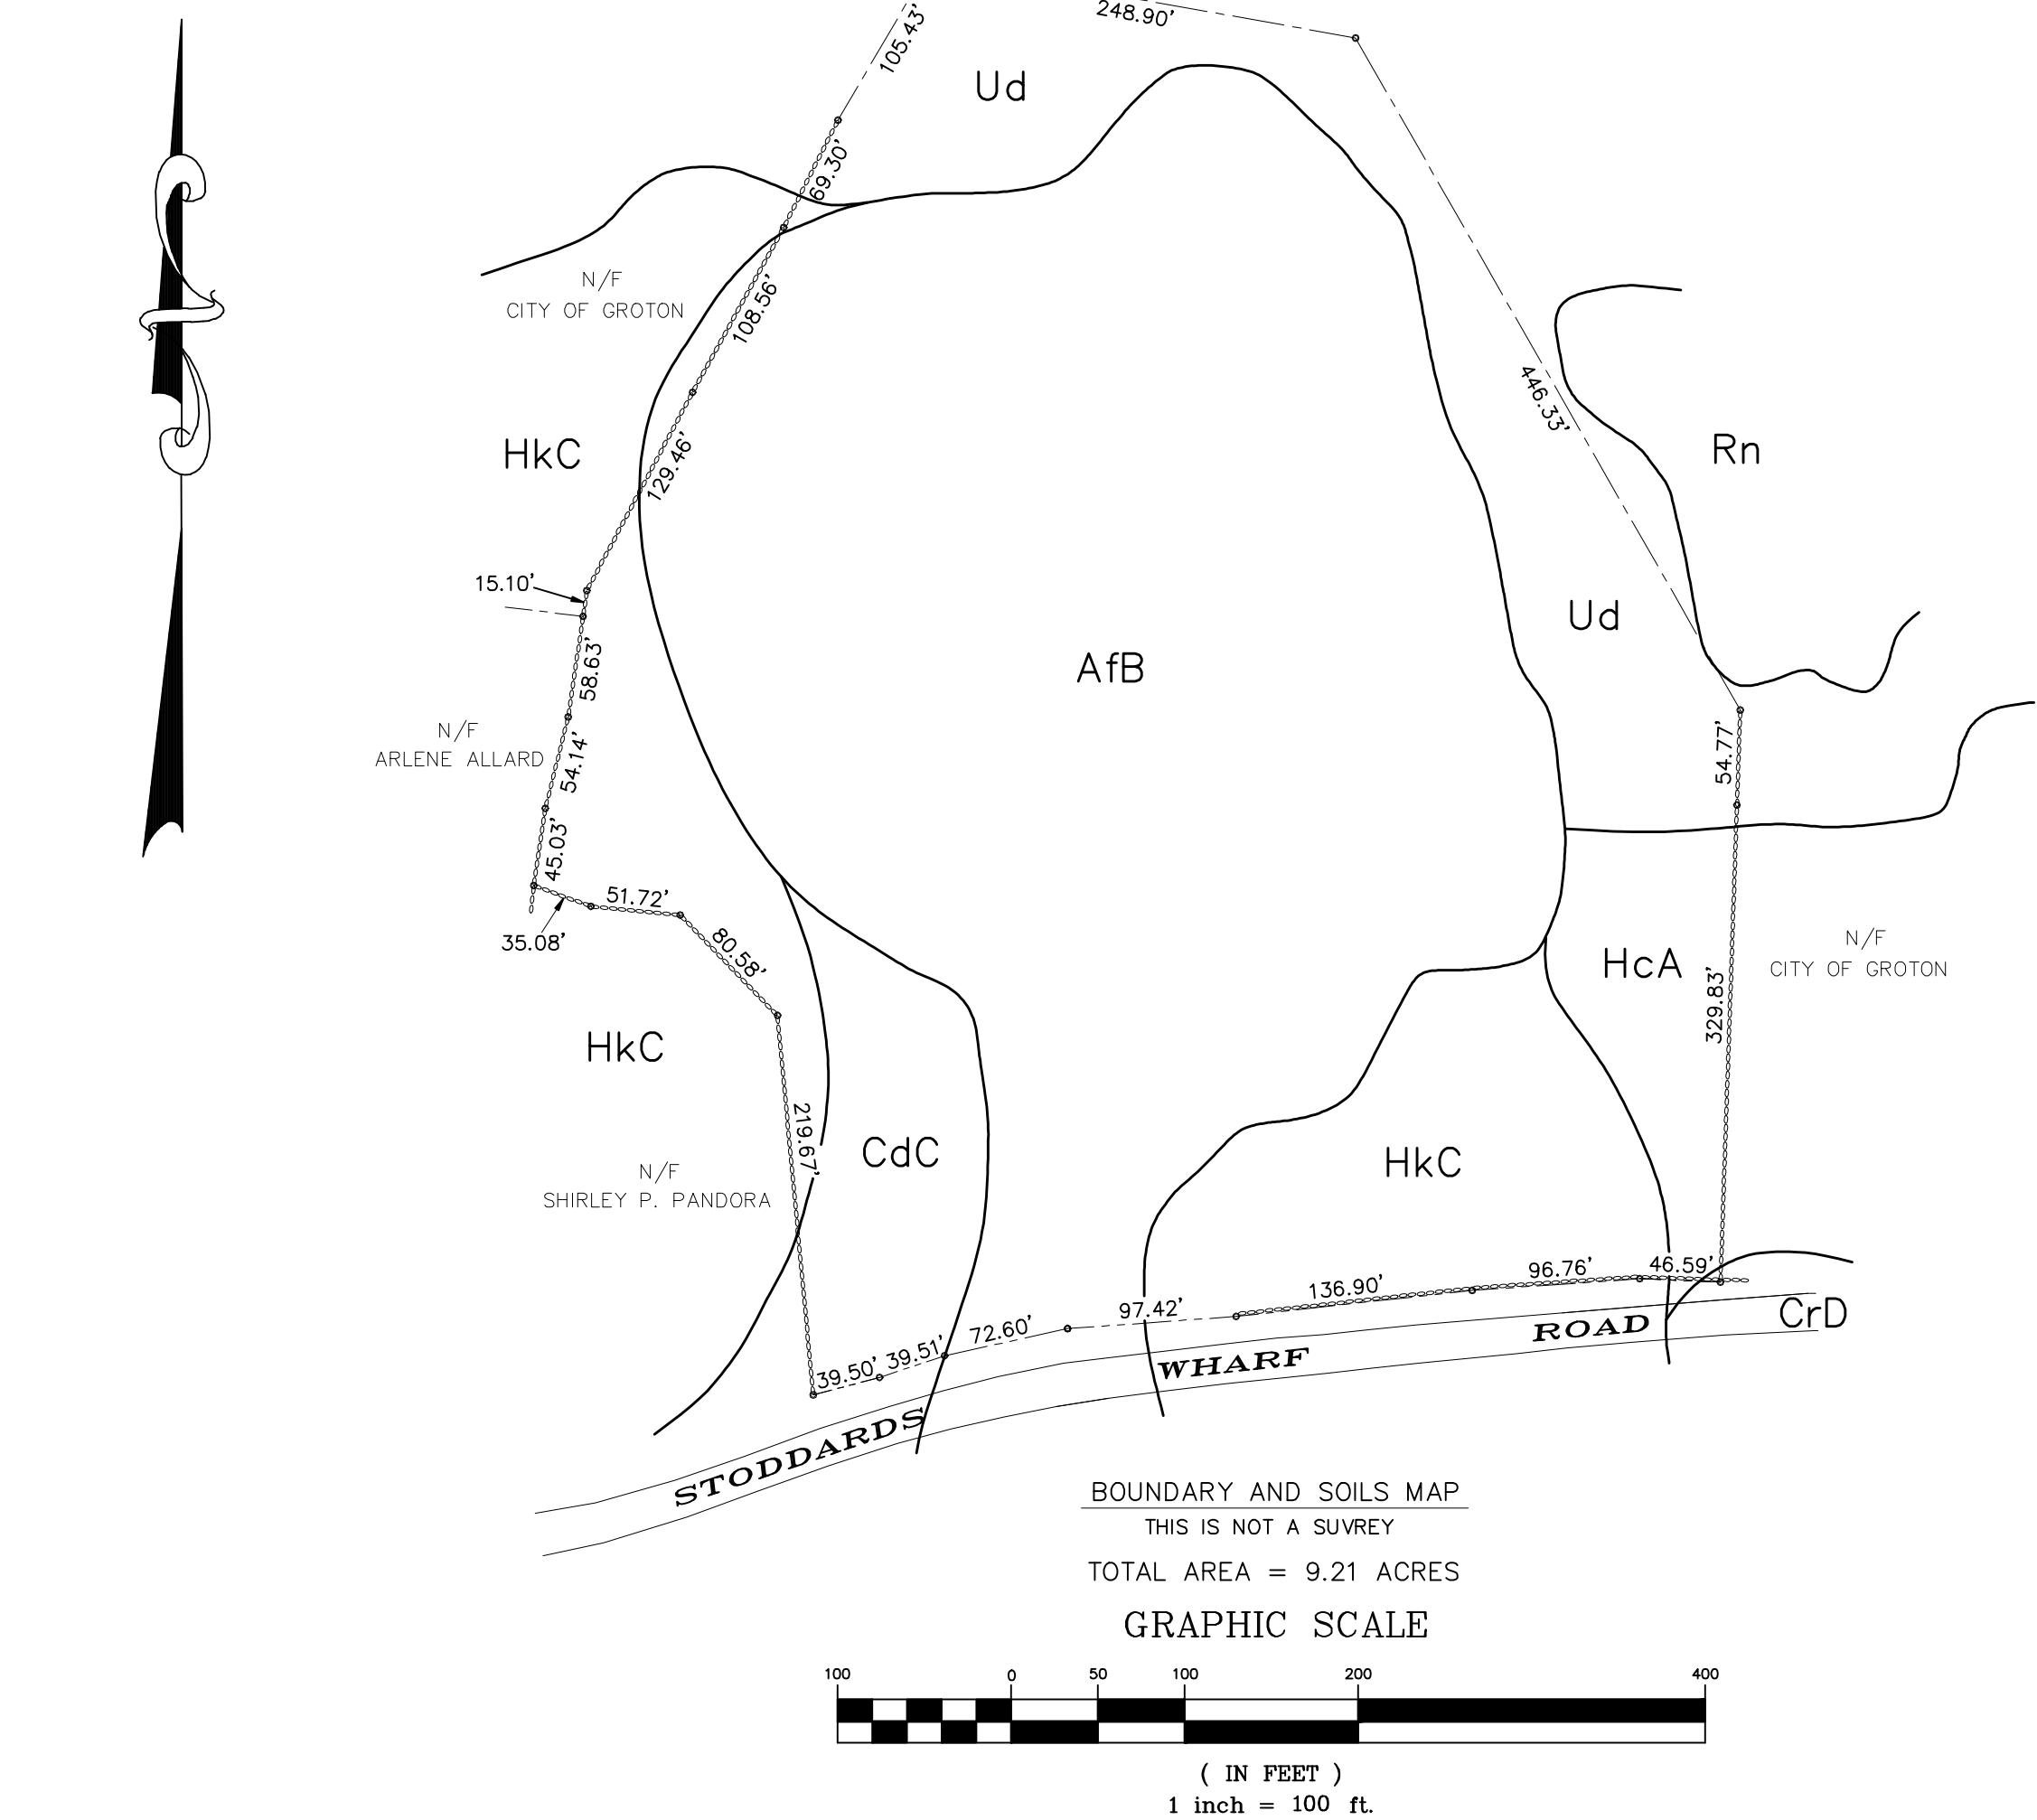 248.90'
105.43'
Ud
69.30'
N/F
CITY OF GROTON
108.56'
446.33'
HkC
129.46'
Rn
15.10'
Ud
58.63'
AfB
N/F
ARLENE ALLARD
54.14'
54.77'
45.03'
51.72'
35.08'
80.58'
HcA
N/F
CITY OF GROTON
329.83'
HkC
219.67'
CdC
HkC
N/F
SHIRLEY P. PANDORA
136.90'
96.76'
46.59'
97.42'
72.60'
39.51'
39.50'
CrD
STODDARDS WHARF ROAD
BOUNDARY AND SOILS MAP
THIS IS NOT A SUVREY
TOTAL AREA = 9.21 ACRES
GRAPHIC SCALE
100 0 50 100 200 400
( IN FEET )
1 inch = 100 ft.